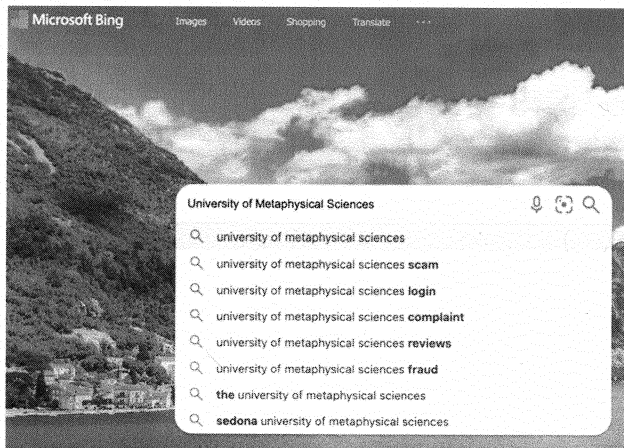 Microsoft Bing Images Videos Shopping Translate ...
University of Metaphysical Sciences
university of metaphysical sciences
university of metaphysical sciences scam
university of metaphysical sciences login
university of metaphysical sciences complaint
university of metaphysical sciences reviews
university of metaphysical sciences fraud
the university of metaphysical sciences
sedona university of metaphysical sciences